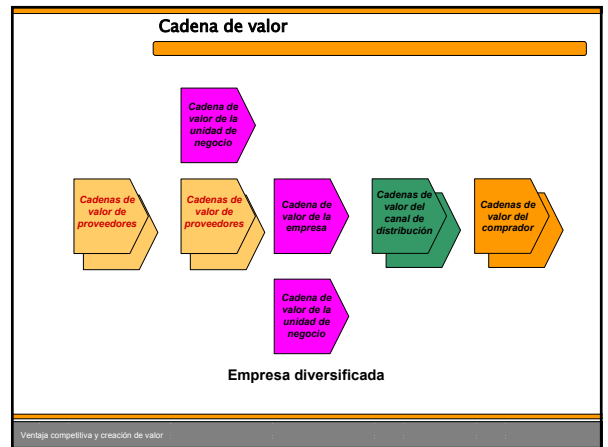 Cadena de valor
Cadena de
valor de la
unidad de
negocio
Cadenas de
valor de
proveedores
Cadenas de
valor de
proveedores
Cadena de
valor de la
empresa
Cadenas de
valor del
canal de
distribución
Cadenas de
valor del
comprador
Cadena de
valor de la
unidad de
negocio
Empresa diversificada
Ventaja competitiva y creación de valor